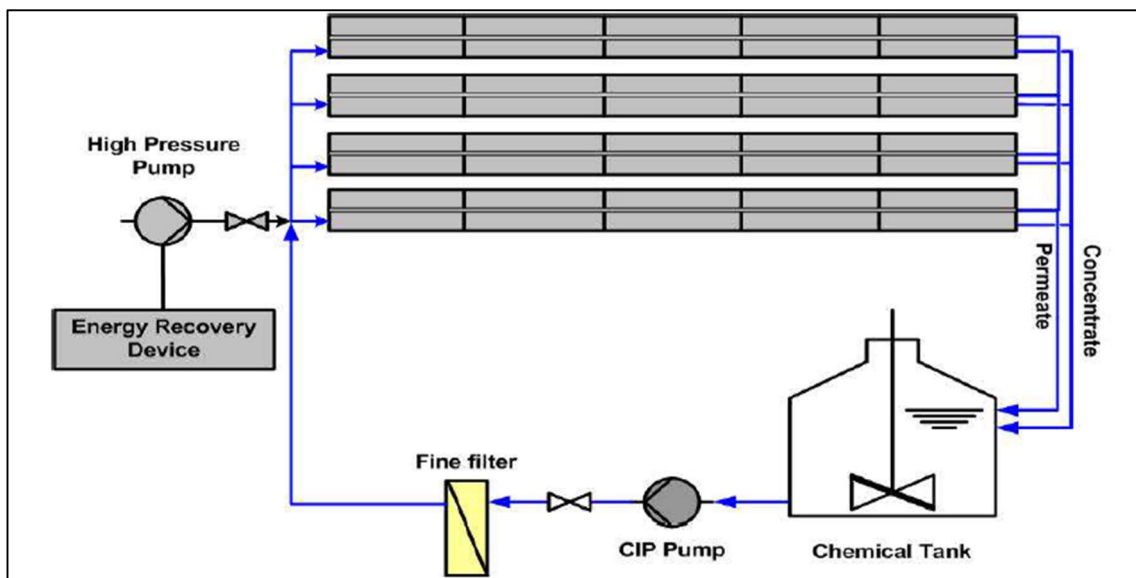 High Pressure
Pump
Energy Recovery
Device
Permeate
Concentrate
Fine filter
CIP Pump
Chemical Tank